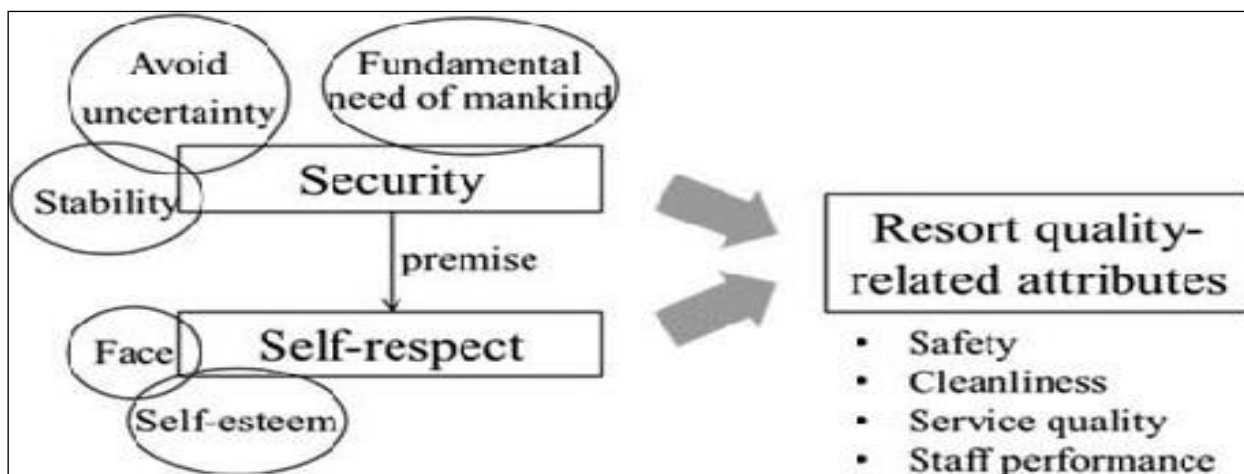 Avoid
uncertainty
Fundamental
need of mankind
Stability
Security
premise
Face
Self-respect
Self-esteem
Resort quality-
related attributes
• Safety
• Cleanliness
• Service quality
• Staff performance